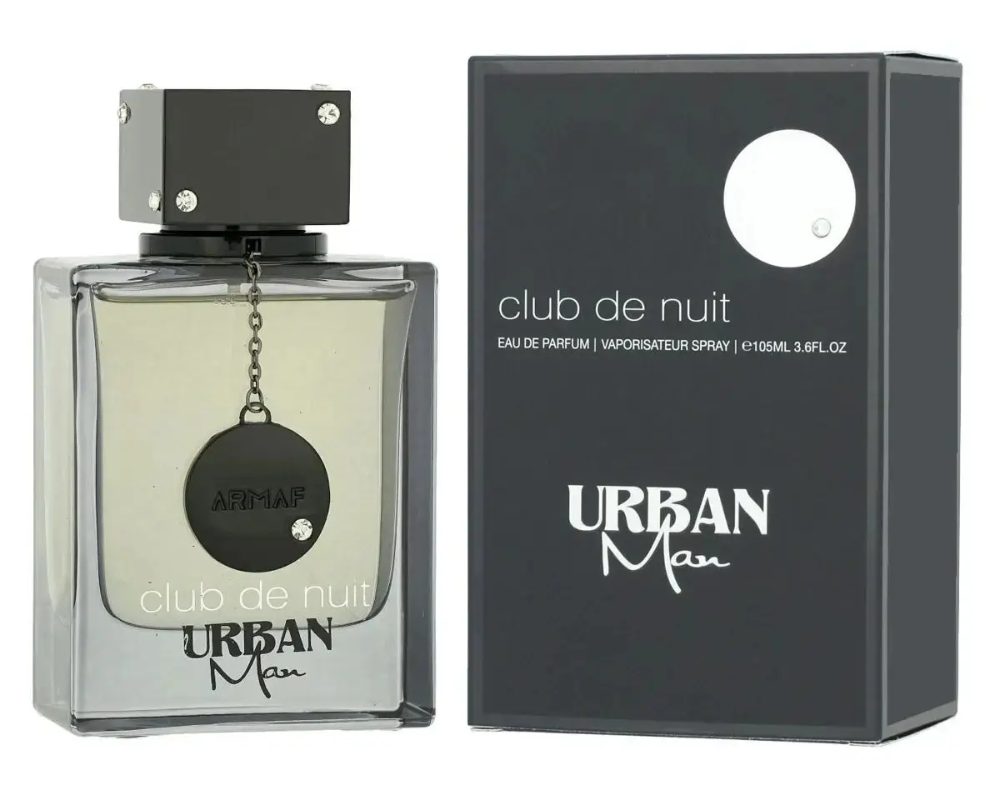 ARMAF
club de nuit
URBAN
Man
club de nuit
EAU DE PARFUM | VAPORISATEUR SPRAY | ℮105ML 3.6FL.OZ
URBAN
Man